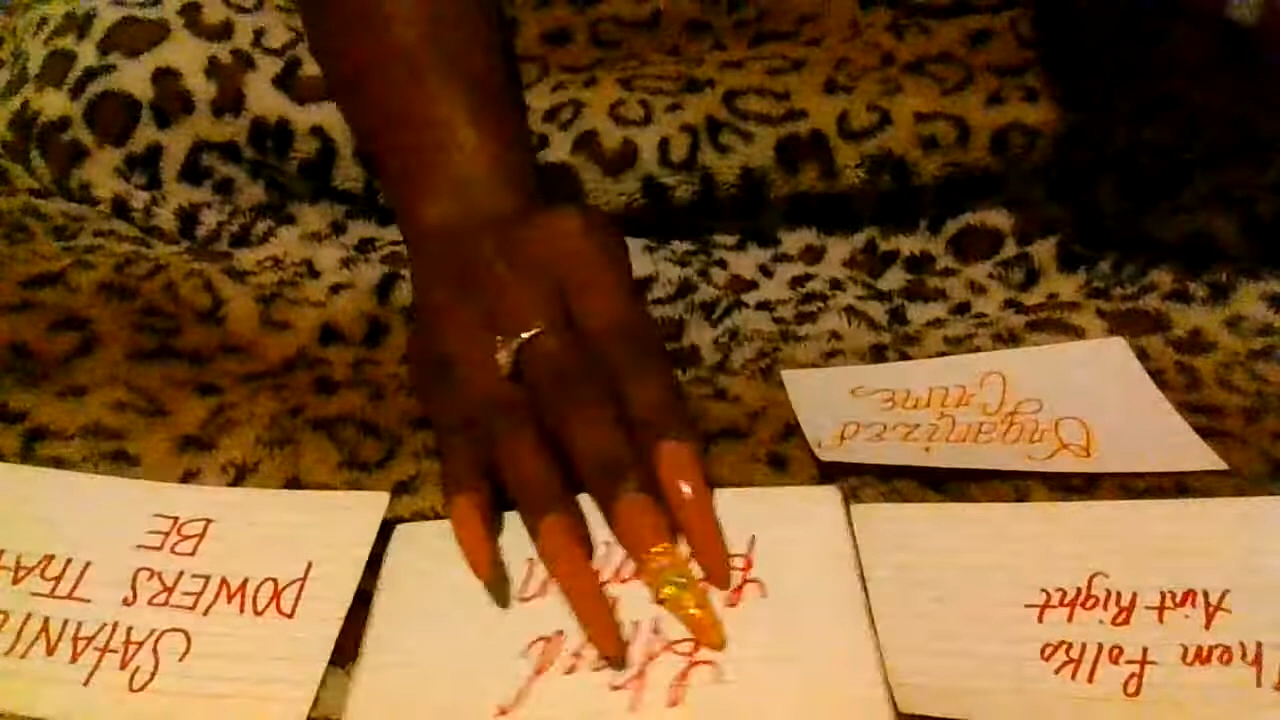 SATANIC
POWERS THAT
BE
Organized
Crime
Them Folks
Aint Right